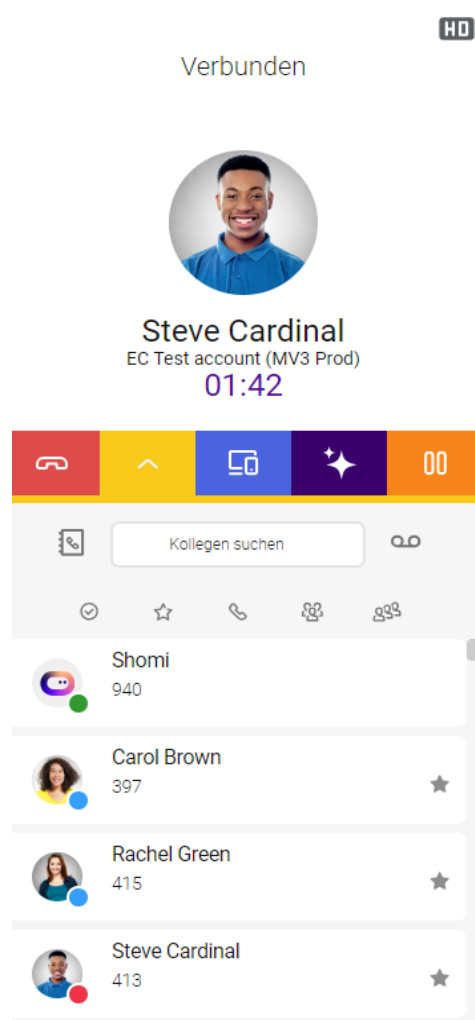 HD
Verbunden
Steve Cardinal
EC Test account (MV3 Prod)
01:42
Kollegen suchen
Shomi
940
Carol Brown
397
Rachel Green
415
Steve Cardinal
413